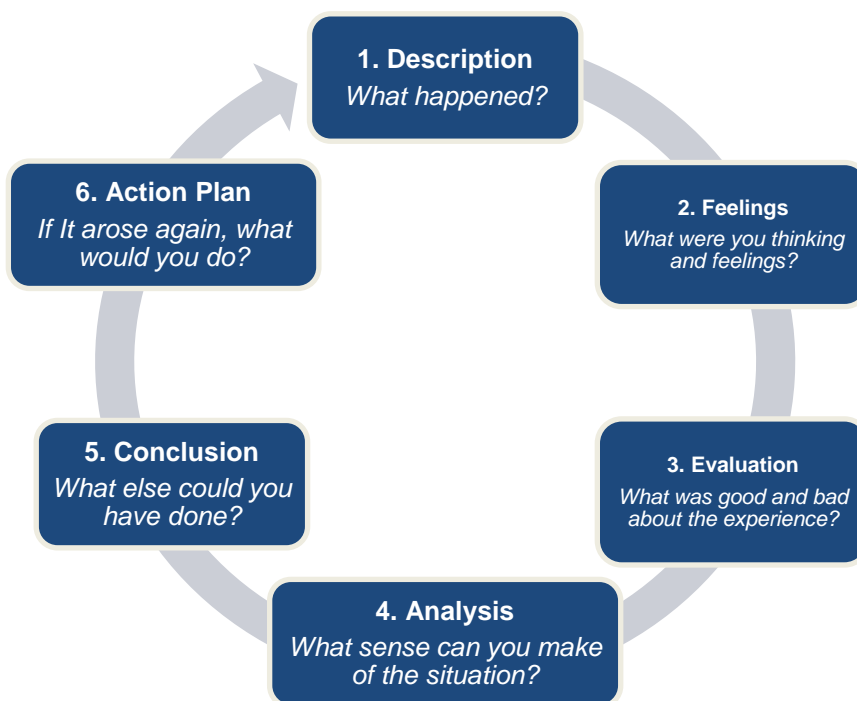 1. Description
What happened?
2. Feelings
What were you thinking
and feelings?
3. Evaluation
What was good and bad
about the experience?
4. Analysis
What sense can you make
of the situation?
5. Conclusion
What else could you
have done?
6. Action Plan
If It arose again, what
would you do?